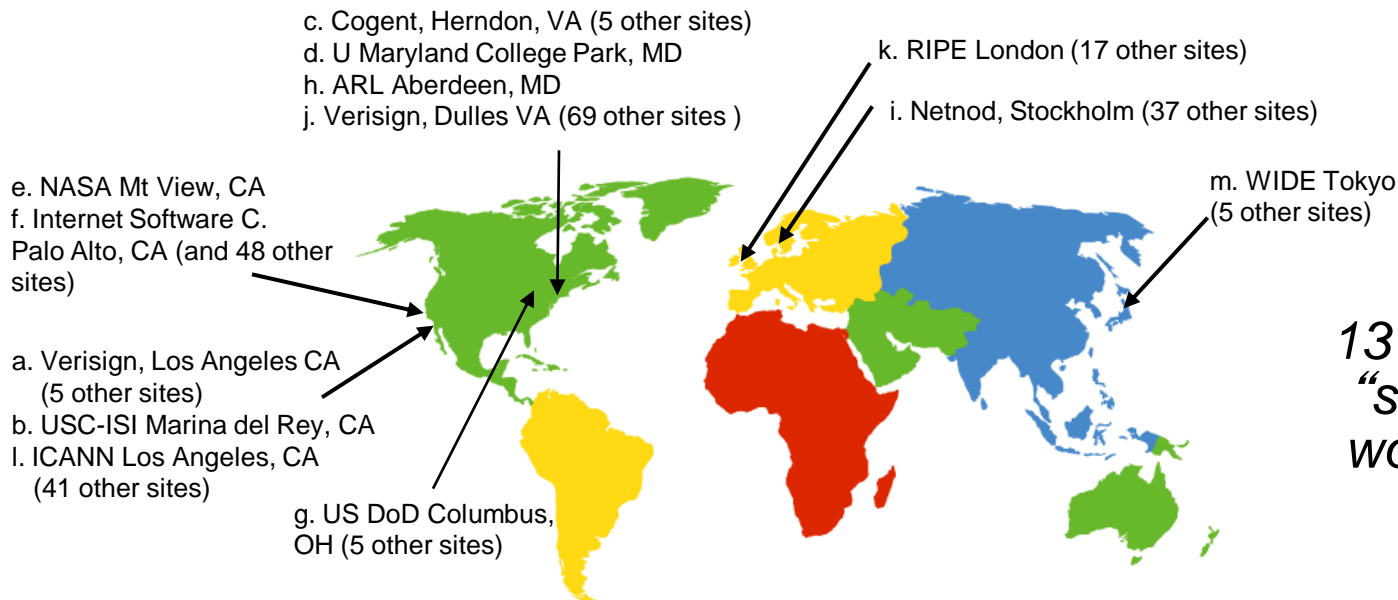 c. Cogent, Herndon, VA (5 other sites)
d. U Maryland College Park, MD
h. ARL Aberdeen, MD
j. Verisign, Dulles VA (69 other sites )
k. RIPE London (17 other sites)
i. Netnod, Stockholm (37 other sites)
m. WIDE Tokyo
(5 other sites)
e. NASA Mt View, CA
f. Internet Software C.
Palo Alto, CA (and 48 other
sites)
a. Verisign, Los Angeles CA
(5 other sites)
b. USC-ISI Marina del Rey, CA
l. ICANN Los Angeles, CA
(41 other sites)
g. US DoD Columbus,
OH (5 other sites)
13